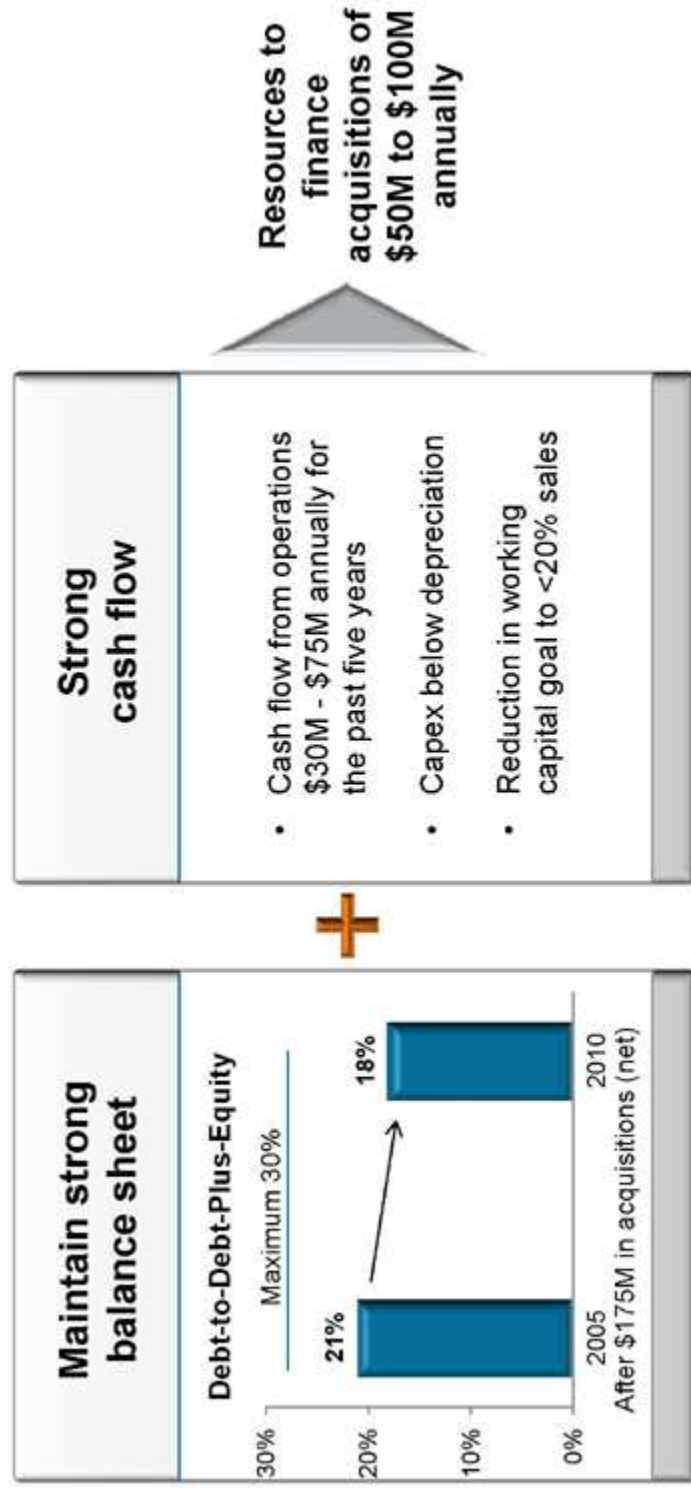 Maintain strong
balance sheet
Debt-to-Debt-Plus-Equity
Maximum 30%
30%
20%
10%
0%
21%
18%
2005
2010
After $175M in acquisitions (net)
+
Strong
cash flow
• Cash flow from operations
$30M - $75M annually for
the past five years
• Capex below depreciation
• Reduction in working
capital goal to <20% sales
Resources to
finance
acquisitions of
$50M to $100M
annually